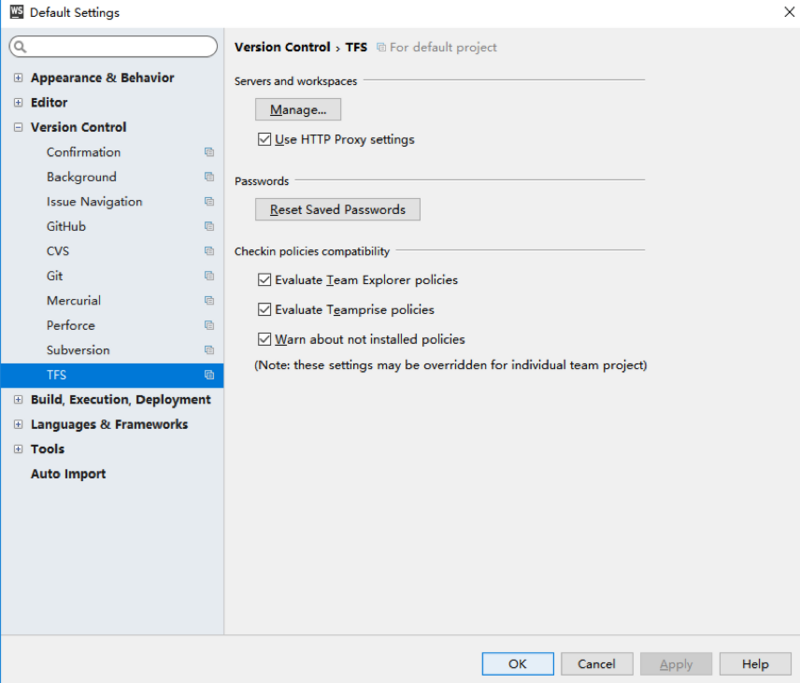 WS Default Settings
Appearance & Behavior
Editor
Version Control
Confirmation
Background
Issue Navigation
GitHub
CVS
Git
Mercurial
Perforce
Subversion
TFS
Build, Execution, Deployment
Languages & Frameworks
Tools
Auto Import
Version Control › TFS For default project
Servers and workspaces
Manage...
Use HTTP Proxy settings
Passwords
Reset Saved Passwords
Checkin policies compatibility
Evaluate Team Explorer policies
Evaluate Teamprise policies
Warn about not installed policies
(Note: these settings may be overridden for individual team project)
OK Cancel Apply Help